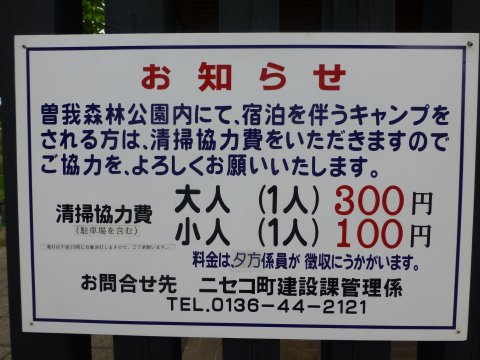 お知らせ
曽我森林公園内にて、宿泊を伴うキャンプを
される方は、清掃協力費をいただきますので
ご協力を、よろしくお願いいたします。
清掃協力費 大人 (1人) 300円
(駐車場を含む) 小人 (1人) 100円
料金は、夕方係員が 徴収にうかがいます。
お問合せ先 ニセコ町建設課管理係
TEL.0136-44-2121